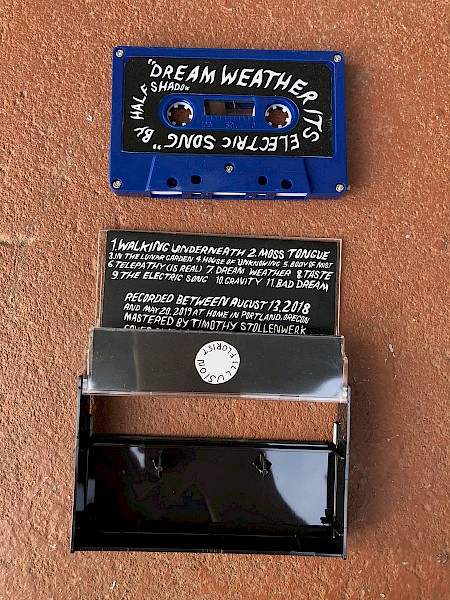 "DREAM WEATHER ITS ELECTRIC SONG" BY HALF SHADOW
1. WALKING UNDERNEATH 2. MOSS TONGUE
3. IN THE LUNAR GARDEN 4. HOUSE OF UNKNOWING 5. BODY OF MIST
6. TELEPATHY (IS REAL) 7. DREAM WEATHER 8. TASTE
9. THE ELECTRIC SONG 10. GRAVITY 11. BAD DREAM
RECORDED BETWEEN AUGUST 13, 2018
AND MAY 20, 2019 AT HOME IN PORTLAND, OREGON
MASTERED BY TIMOTHY STOLLENWERK
ILLUSION FLORIST